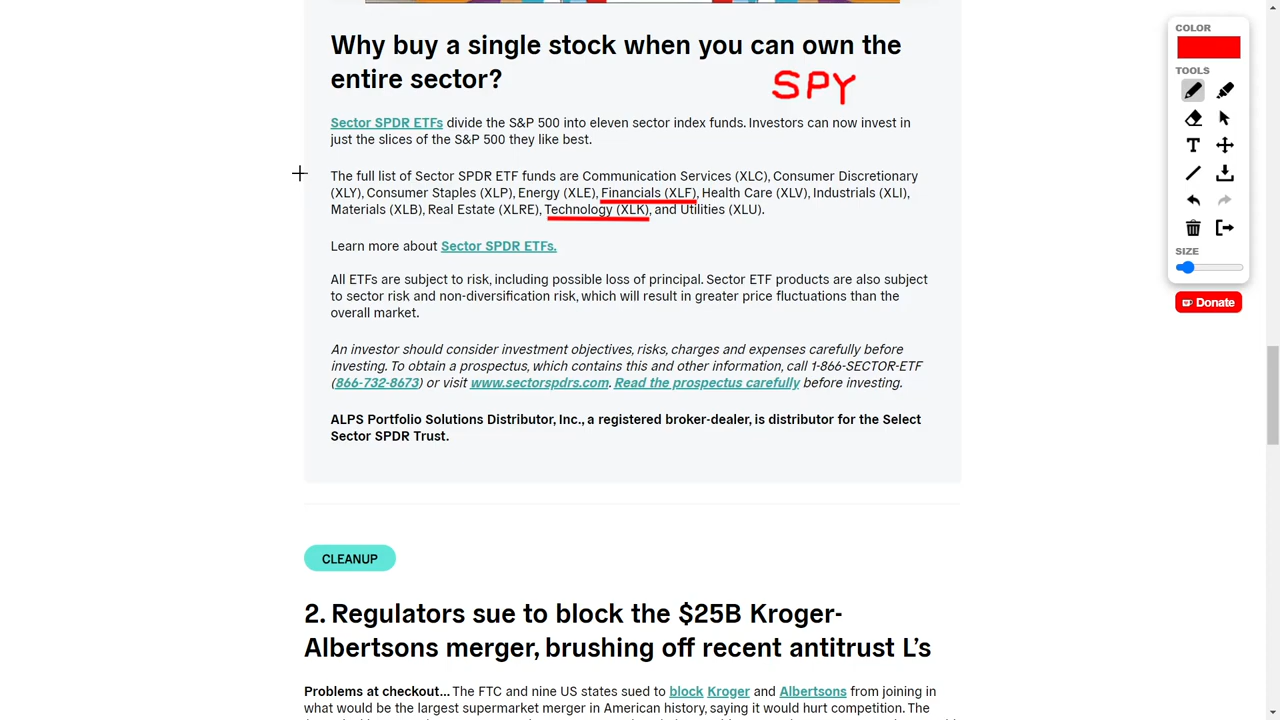 Why buy a single stock when you can own the
entire sector?
SPY
Sector SPDR ETFs divide the S&P 500 into eleven sector index funds. Investors can now invest in
just the slices of the S&P 500 they like best.
The full list of Sector SPDR ETF funds are Communication Services (XLC), Consumer Discretionary
(XLY), Consumer Staples (XLP), Energy (XLE), Financials (XLF), Health Care (XLV), Industrials (XLI),
Materials (XLB), Real Estate (XLRE), Technology (XLK), and Utilities (XLU).
Learn more about Sector SPDR ETFs.
All ETFs are subject to risk, including possible loss of principal. Sector ETF products are also subject
to sector risk and non-diversification risk, which will result in greater price fluctuations than the
overall market.
An investor should consider investment objectives, risks, charges and expenses carefully before
investing. To obtain a prospectus, which contains this and other information, call 1-866-SECTOR-ETF
(866-732-8673) or visit www.sectorspdrs.com. Read the prospectus carefully before investing.
ALPS Portfolio Solutions Distributor, Inc., a registered broker-dealer, is distributor for the Select
Sector SPDR Trust.
CLEANUP
2. Regulators sue to block the $25B Kroger-
Albertsons merger, brushing off recent antitrust L's
Problems at checkout... The FTC and nine US states sued to block Kroger and Albertsons from joining in
what would be the largest supermarket merger in American history, saying it would hurt competition. The
COLOR
TOOLS
T
SIZE
Donate